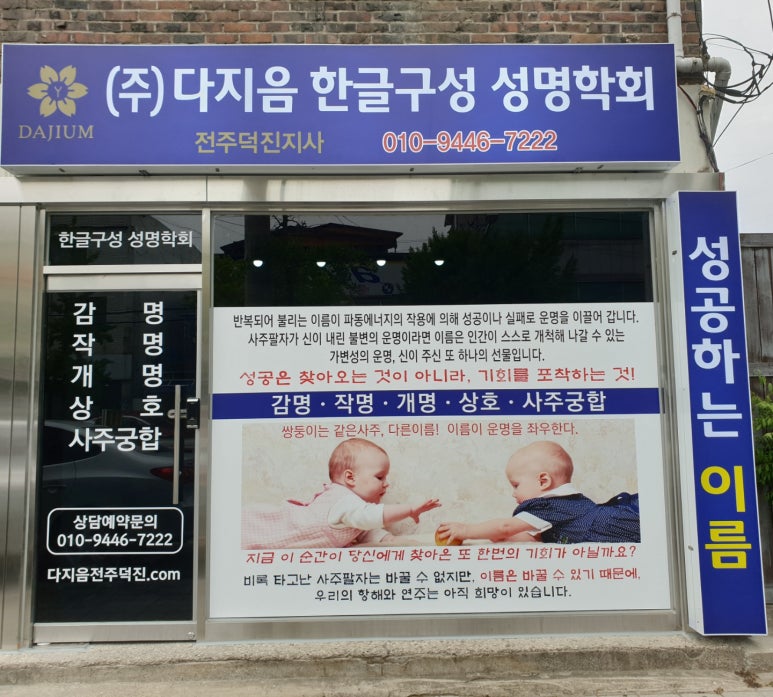 DAJIUM
(주)다지음 한글구성 성명학회
전주덕진지사 010-9446-7222
한글구성 성명학회
감 명
작 명
개 명
상 호
사주궁합
상담예약문의
010-9446-7222
다지음전주덕진.com
반복되어 불리는 이름이 파동에너지의 작용에 의해 성공이나 실패로 운명을 이끌어 갑니다.
사주팔자가 신이 내린 불변의 운명이라면 이름은 인간이 스스로 개척해 나갈 수 있는
가변성의 운명, 신이 주신 또 하나의 선물입니다.
성공은 찾아오는 것이 아니라, 기회를 포착하는 것!
감명·작명·개명·상호·사주궁합
쌍둥이는 같은사주, 다른이름! 이름이 운명을 좌우한다.
지금 이 순간이 당신에게 찾아온 또 한번의 기회가 아닐까요?
비록 타고난 사주팔자는 바꿀 수 없지만, 이름은 바꿀 수 있기 때문에,
우리의 항해와 연주는 아직 희망이 있습니다.
성공하는 이름